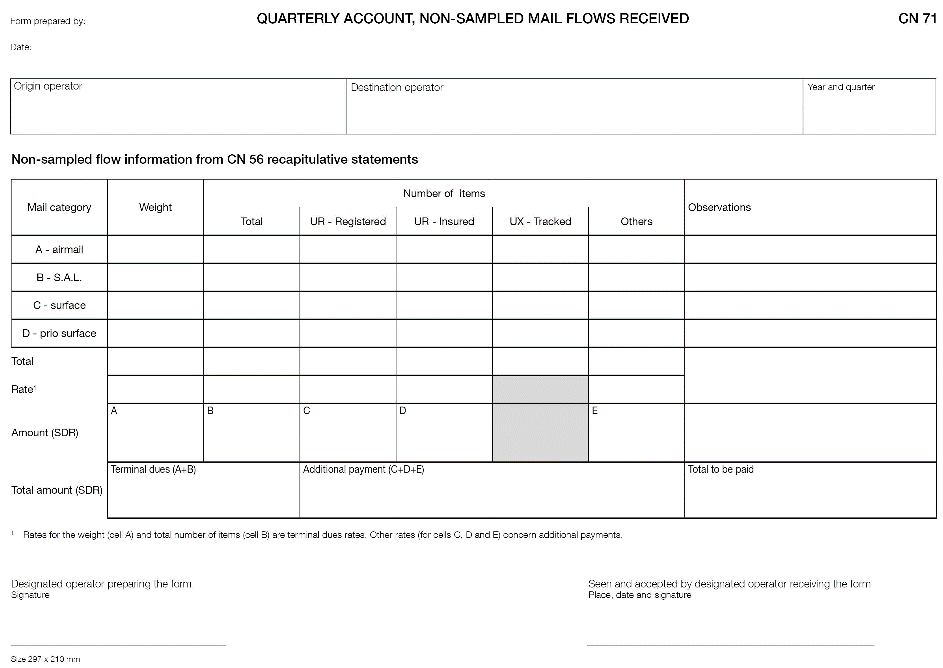 Form prepared by:
QUARTERLY ACCOUNT, NON-SAMPLED MAIL FLOWS RECEIVED
CN 71
Date:
Origin operator
Destination operator
Year and quarter
Non-sampled flow information from CN 56 recapitulative statements
Mail category
Weight
Number of items
Observations
Total
UR - Registered
UR - Insured
UX - Tracked
Others
A - airmail
B - S.A.L.
C - surface
D - prio surface
Total
Rate¹
Amount (SDR)
A
B
C
D
E
Total amount (SDR)
Terminal dues (A+B)
Additional payment (C+D+E)
Total to be paid
¹ Rates for the weight (cell A) and total number of items (cell B) are terminal dues rates. Other rates (for cells C, D and E) concern additional payments.
Designated operator preparing the form
Signature
Seen and accepted by designated operator receiving the form
Place, date and signature
Size 297 x 210 mm